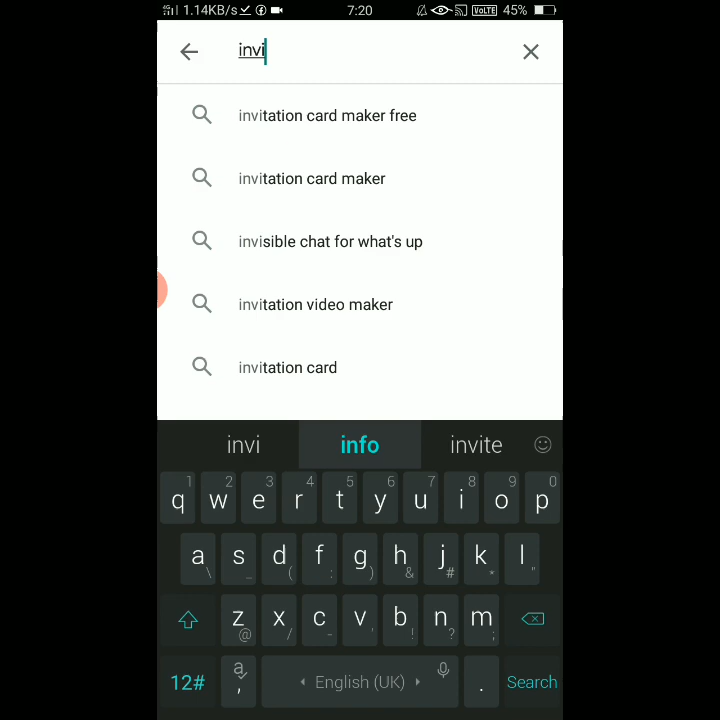 1.14KB/s 7:20 VoLTE 45%
invi
invitation card maker free
invitation card maker
invisible chat for what's up
invitation video maker
invitation card
invi info invite
1 2 3 4 5 6 7 8 9 0
q w e r t y u i o p
a s d f g h j k l
\ _ ( : ) & # * "
z x c v b n m
@ / - ' ! ? ;
12# a , English (UK) . Search